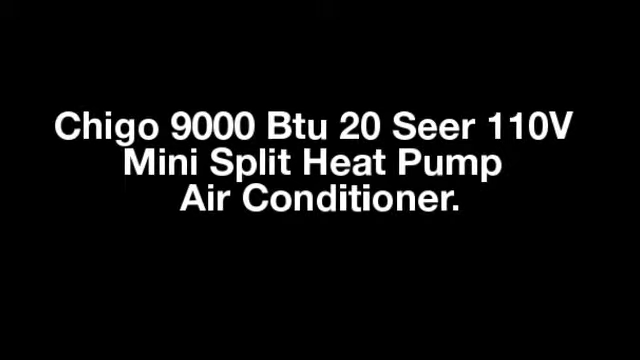 Chigo 9000 Btu 20 Seer 110V
Mini Split Heat Pump
Air Conditioner.